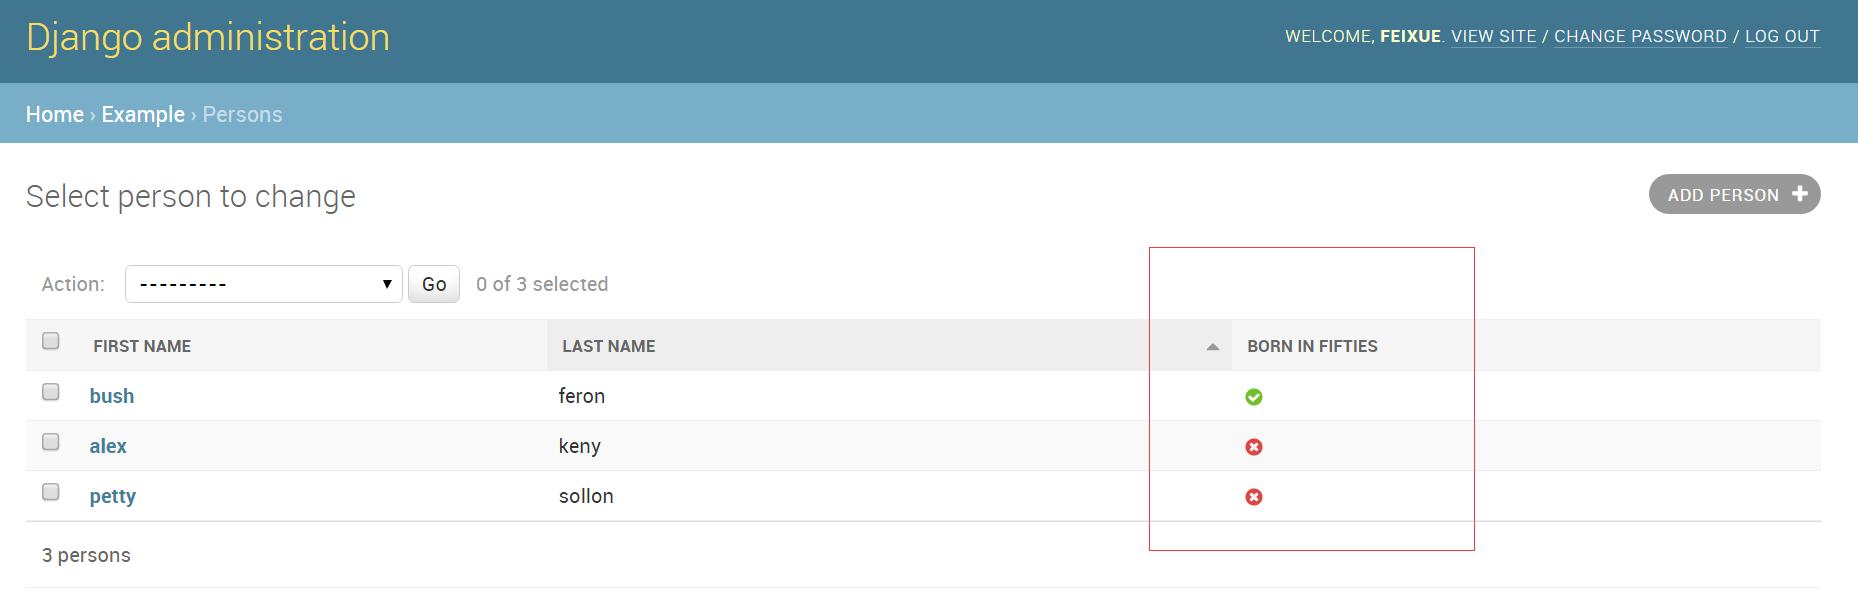 Django administration
WELCOME, FEIXUE. VIEW SITE / CHANGE PASSWORD / LOG OUT
Home › Example › Persons
Select person to change
ADD PERSON
Action: --------- Go 0 of 3 selected
FIRST NAME LAST NAME BORN IN FIFTIES
bush feron
alex keny
petty sollon
3 persons